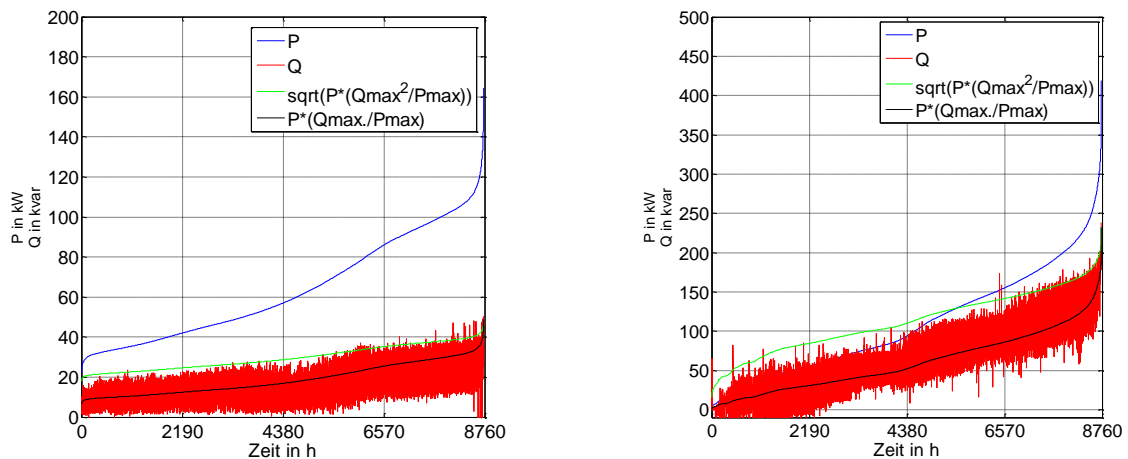 200
180
160
140
120
100
80
60
40
20
0
P in kW
Q in kvar
P
Q
sqrt(P*(Qmax²/Pmax))
P*(Qmax./Pmax)
0 2190 4380 6570 8760
Zeit in h
500
450
400
350
300
250
200
150
100
50
0
P in kW
Q in kvar
P
Q
sqrt(P*(Qmax²/Pmax))
P*(Qmax./Pmax)
0 2190 4380 6570 8760
Zeit in h